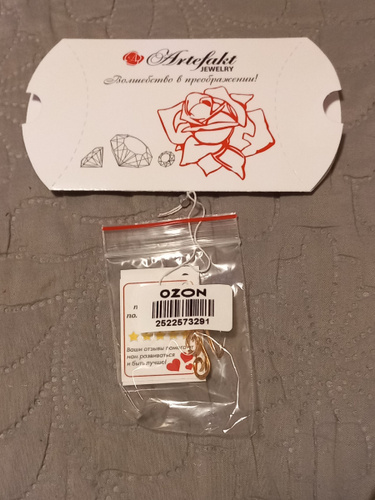 Artefakt
JEWELRY
Волшебство в преображении!
OZON
2522573291
Ваши отзывы помогают
нам развиваться
и быть лучше!